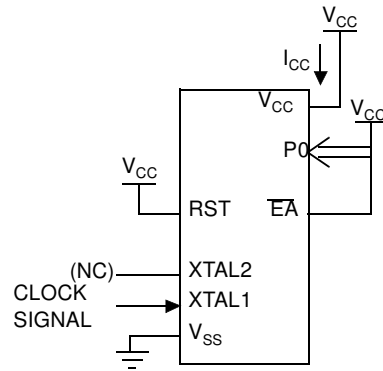 VCC
ICC
VCC
VCC
P0
VCC
RST
EA
(NC)
XTAL2
CLOCK
SIGNAL
XTAL1
VSS